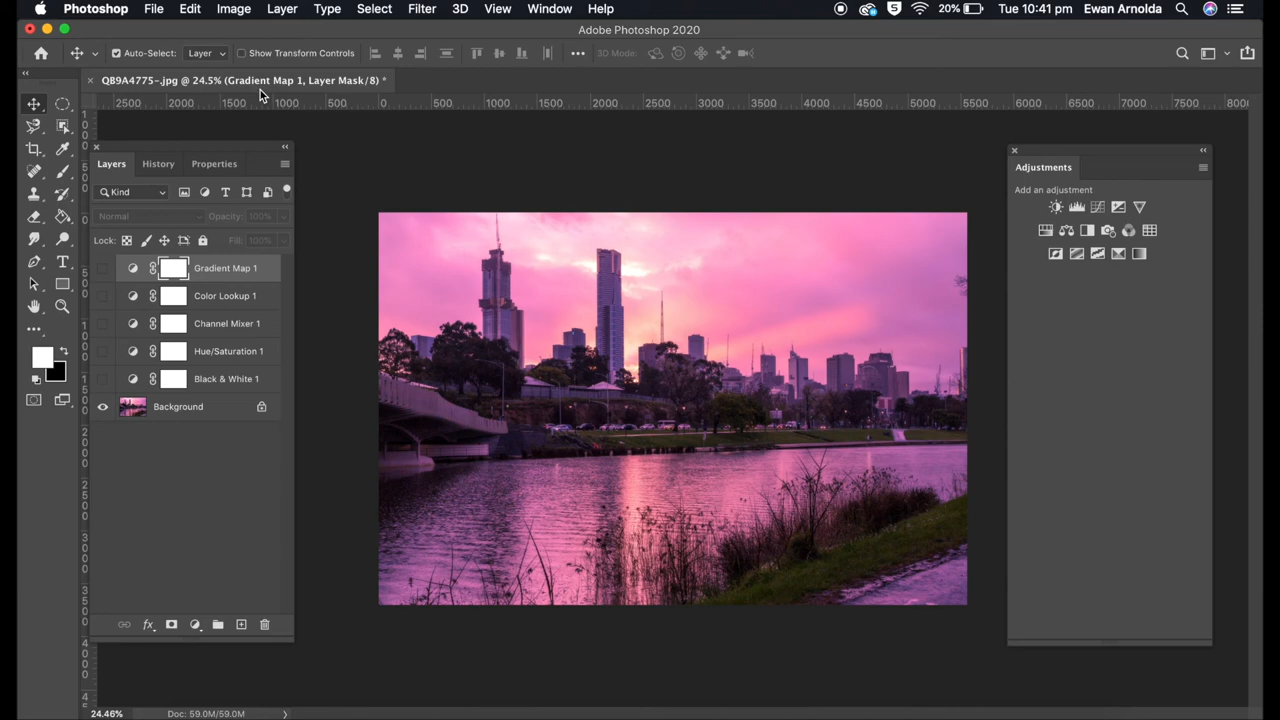 Photoshop File Edit Image Layer Type Select Filter 3D View Window Help 20% Tue 10:41 pm Ewan Arnolda
Adobe Photoshop 2020
Auto-Select: Layer Show Transform Controls 3D Mode:
QB9A4775-.jpg @ 24.5% (Gradient Map 1, Layer Mask/8) *
2500 2000 1500 1000 500 0 500 1000 1500 2000 2500 3000 3500 4000 4500 5000 5500 6000 6500 7000 7500 8000
Layers History Properties
Kind
Normal Opacity: 100%
Lock: Fill: 100%
Gradient Map 1
Color Lookup 1
Channel Mixer 1
Hue/Saturation 1
Black & White 1
Background
Adjustments
Add an adjustment
24.46% Doc: 59.0M/59.0M